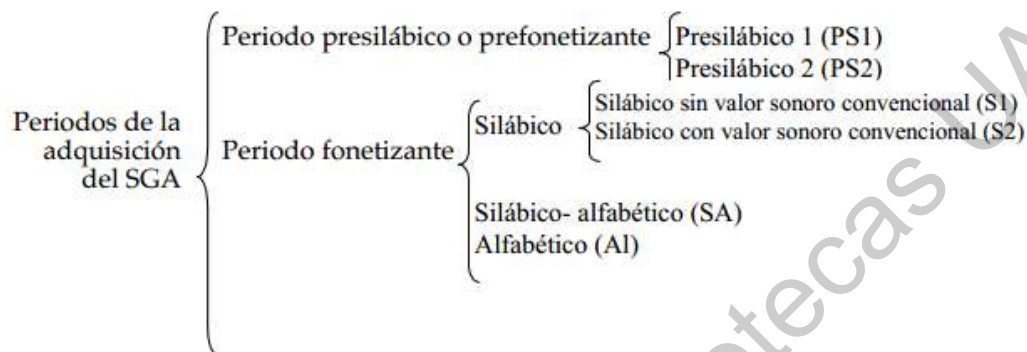 Periodo presilábico o prefonetizante
Presilábico 1 (PS1)
Presilábico 2 (PS2)
Periodos de la
adquisición
del SGA
Periodo fonetizante
Silábico
Silábico sin valor sonoro convencional (S1)
Silábico con valor sonoro convencional (S2)
Silábico- alfabético (SA)
Alfabético (Al)